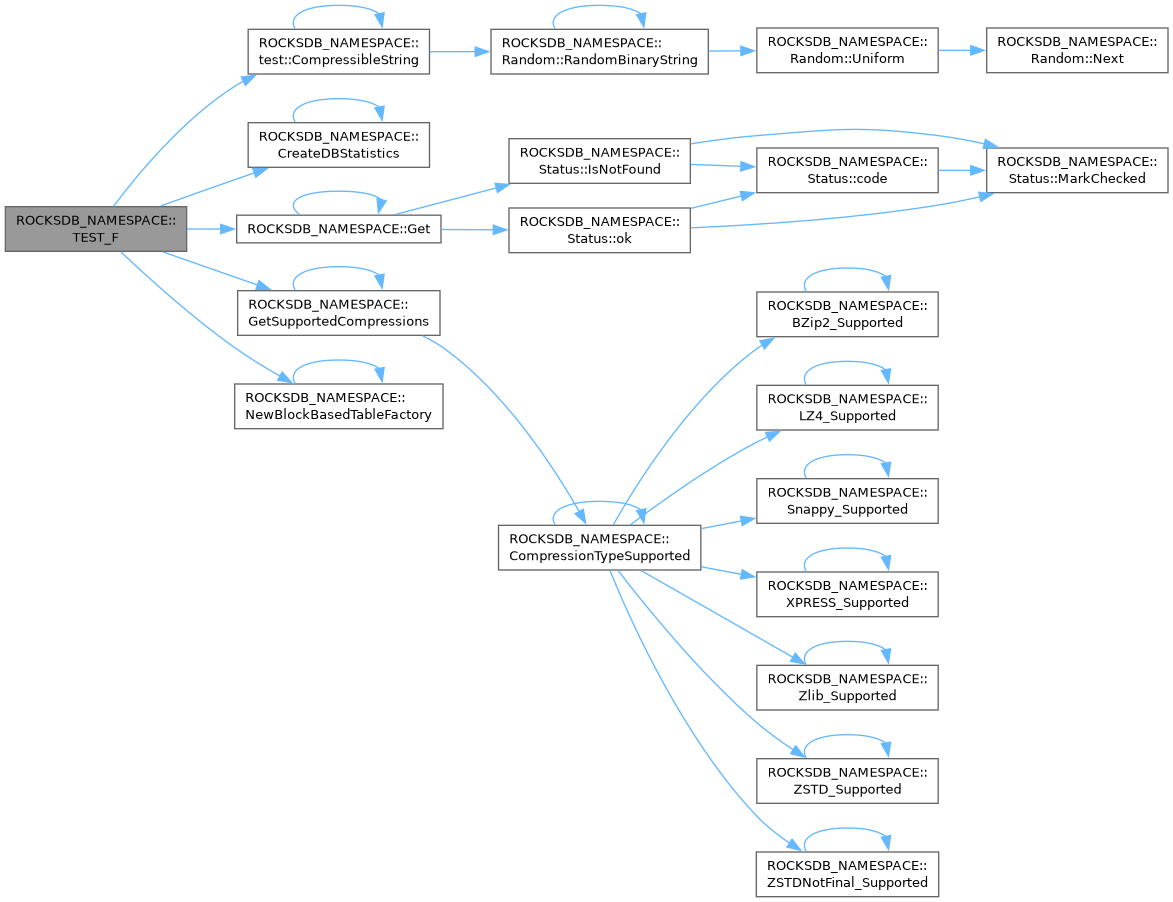 ROCKSDB_NAMESPACE::
TEST_F
ROCKSDB_NAMESPACE::
test::CompressibleString
ROCKSDB_NAMESPACE::
Random::RandomBinaryString
ROCKSDB_NAMESPACE::
Random::Uniform
ROCKSDB_NAMESPACE::
Random::Next
ROCKSDB_NAMESPACE::
CreateDBStatistics
ROCKSDB_NAMESPACE::Get
ROCKSDB_NAMESPACE::
Status::IsNotFound
ROCKSDB_NAMESPACE::
Status::code
ROCKSDB_NAMESPACE::
Status::MarkChecked
ROCKSDB_NAMESPACE::
Status::ok
ROCKSDB_NAMESPACE::
GetSupportedCompressions
ROCKSDB_NAMESPACE::
NewBlockBasedTableFactory
ROCKSDB_NAMESPACE::
CompressionTypeSupported
ROCKSDB_NAMESPACE::
BZip2_Supported
ROCKSDB_NAMESPACE::
LZ4_Supported
ROCKSDB_NAMESPACE::
Snappy_Supported
ROCKSDB_NAMESPACE::
XPRESS_Supported
ROCKSDB_NAMESPACE::
Zlib_Supported
ROCKSDB_NAMESPACE::
ZSTD_Supported
ROCKSDB_NAMESPACE::
ZSTDNotFinal_Supported